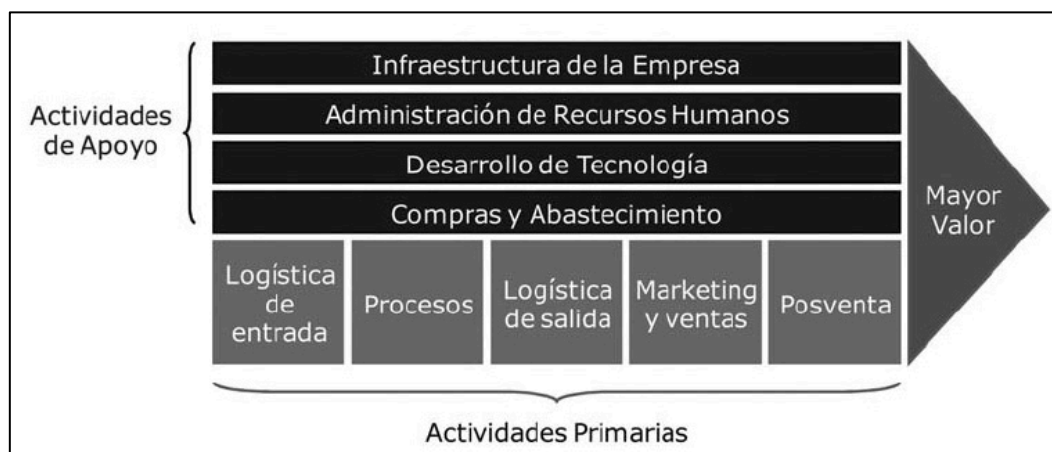 Infraestructura de la Empresa
Administración de Recursos Humanos
Desarrollo de Tecnología
Compras y Abastecimiento
Actividades
de Apoyo
Logística
de
entrada
Procesos
Logística
de salida
Marketing
y ventas
Posventa
Mayor
Valor
Actividades Primarias